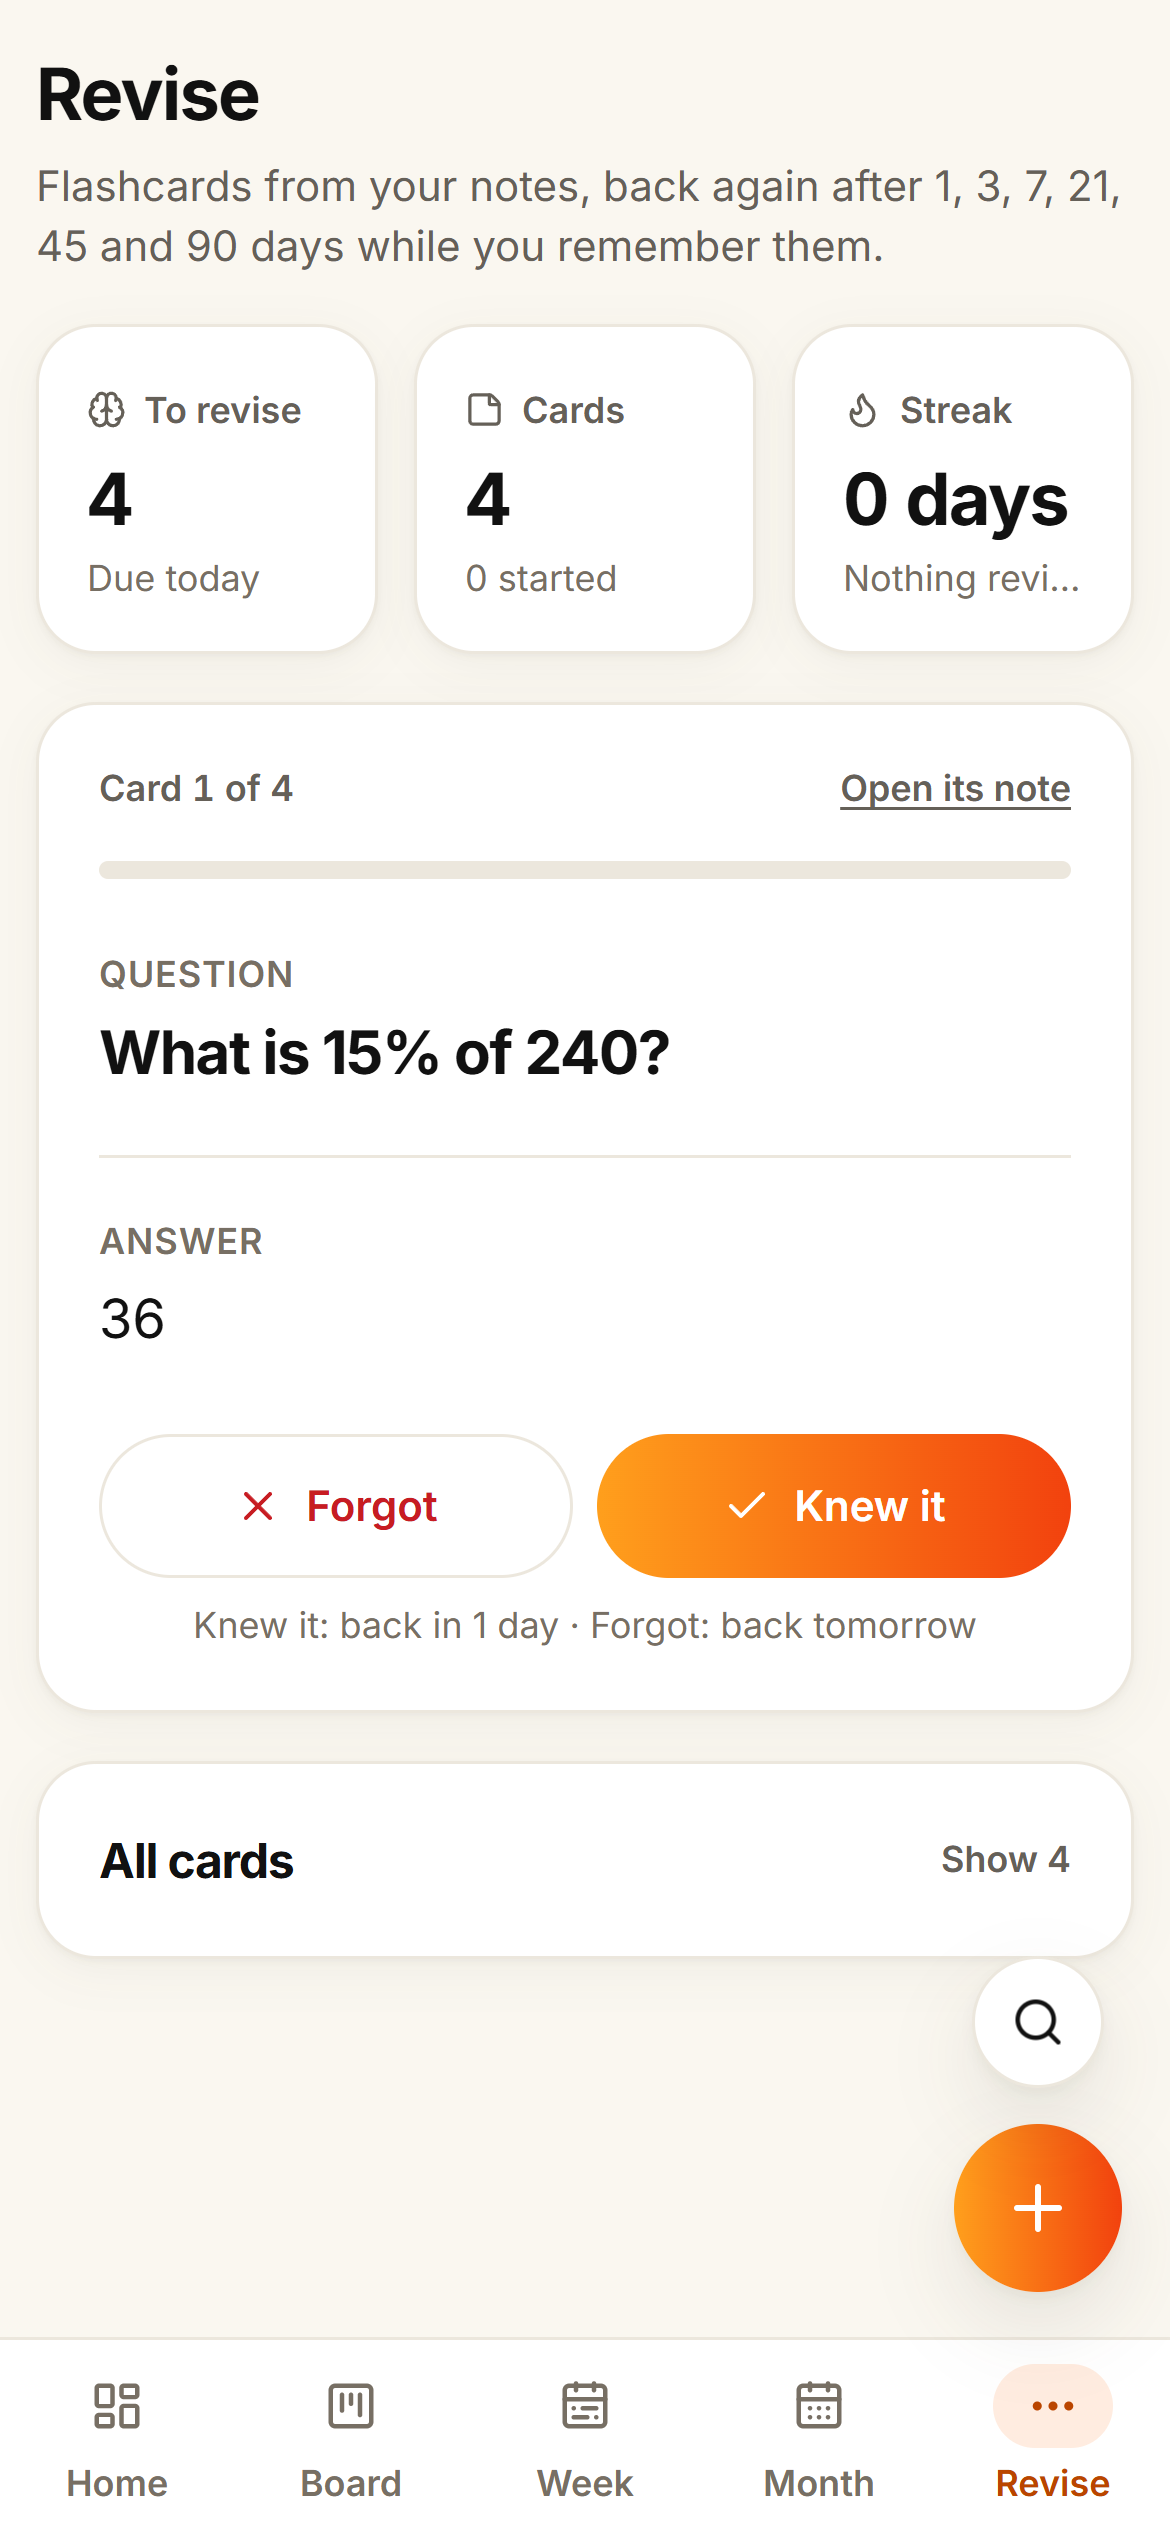 Revise
Flashcards from your notes, back again after 1, 3, 7, 21,
45 and 90 days while you remember them.
To revise
4
Due today
Cards
4
0 started
Streak
0 days
Nothing revi...
Card 1 of 4
Open its note
QUESTION
What is 15% of 240?
ANSWER
36
Forgot
Knew it
Knew it: back in 1 day · Forgot: back tomorrow
All cards
Show 4
Home
Board
Week
Month
Revise